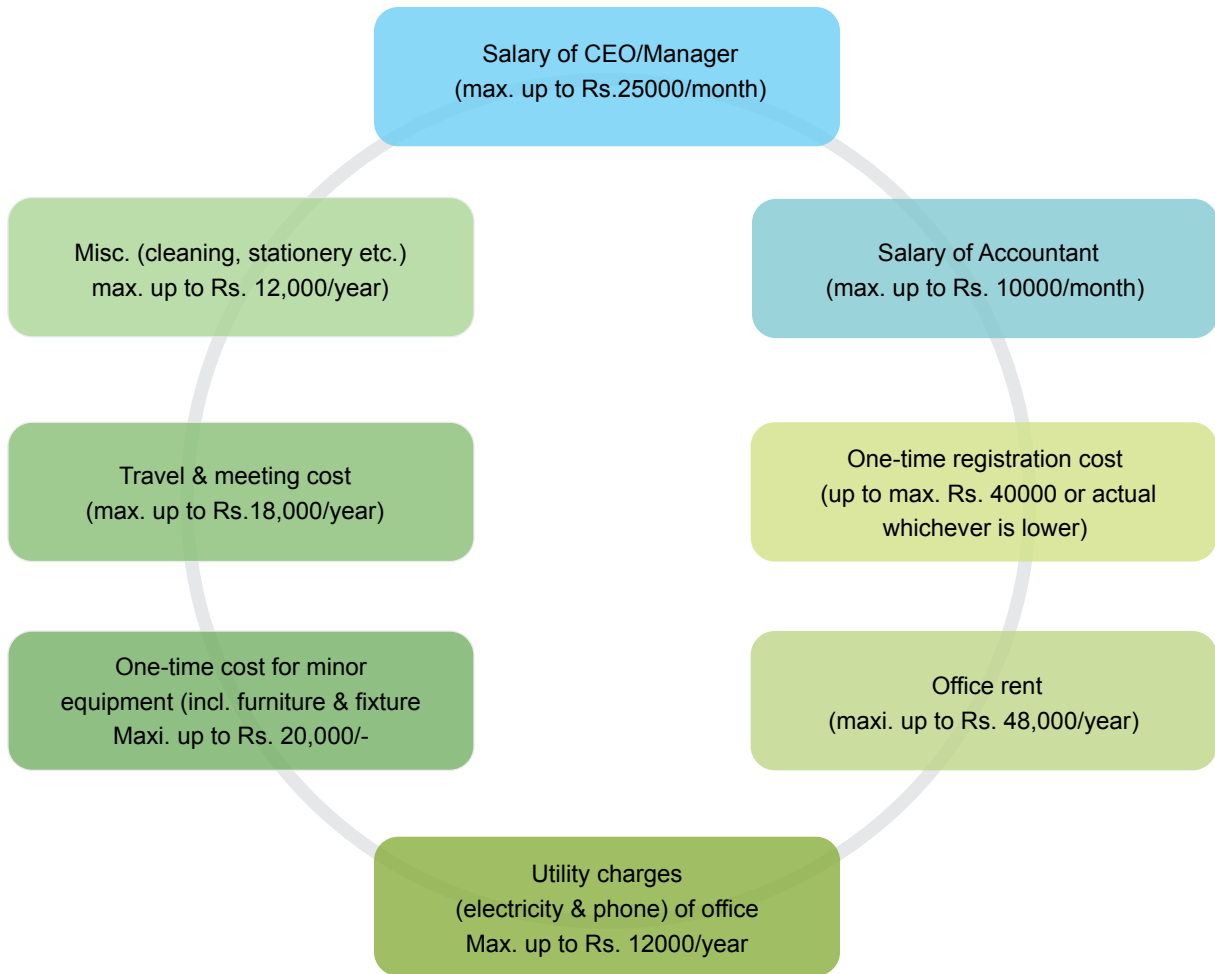 Salary of CEO/Manager
(max. up to Rs.25000/month)
Misc. (cleaning, stationery etc.)
max. up to Rs. 12,000/year)
Salary of Accountant
(max. up to Rs. 10000/month)
Travel & meeting cost
(max. up to Rs.18,000/year)
One-time registration cost
(up to max. Rs. 40000 or actual
whichever is lower)
One-time cost for minor
equipment (incl. furniture & fixture
Maxi. up to Rs. 20,000/-
Office rent
(maxi. up to Rs. 48,000/year)
Utility charges
(electricity & phone) of office
Max. up to Rs. 12000/year